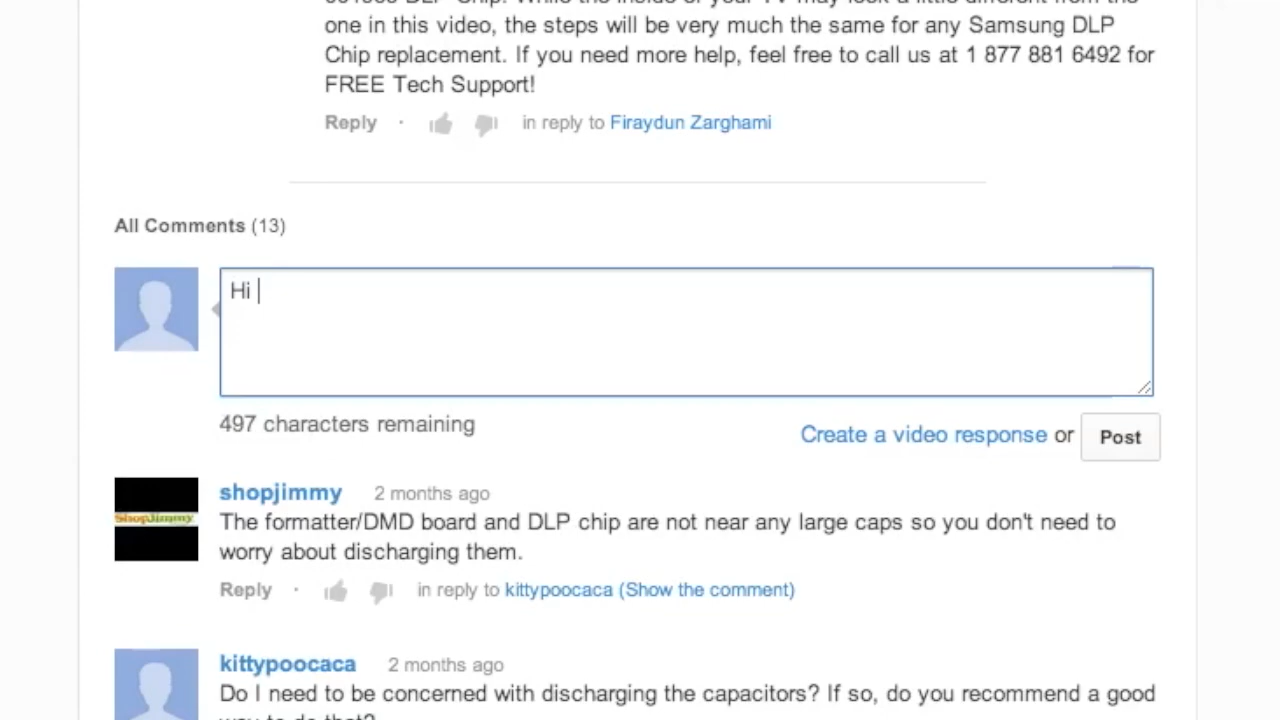 one in this video, the steps will be very much the same for any Samsung DLP
Chip replacement. If you need more help, feel free to call us at 1 877 881 6492 for
FREE Tech Support!
Reply · in reply to Firaydun Zarghami
All Comments (13)
Hi
497 characters remaining
Create a video response or Post
shopjimmy 2 months ago
ShopJimmy
The formatter/DMD board and DLP chip are not near any large caps so you don't need to
worry about discharging them.
Reply · in reply to kittypoocaca (Show the comment)
kittypoocaca 2 months ago
Do I need to be concerned with discharging the capacitors? If so, do you recommend a good
way to do that?